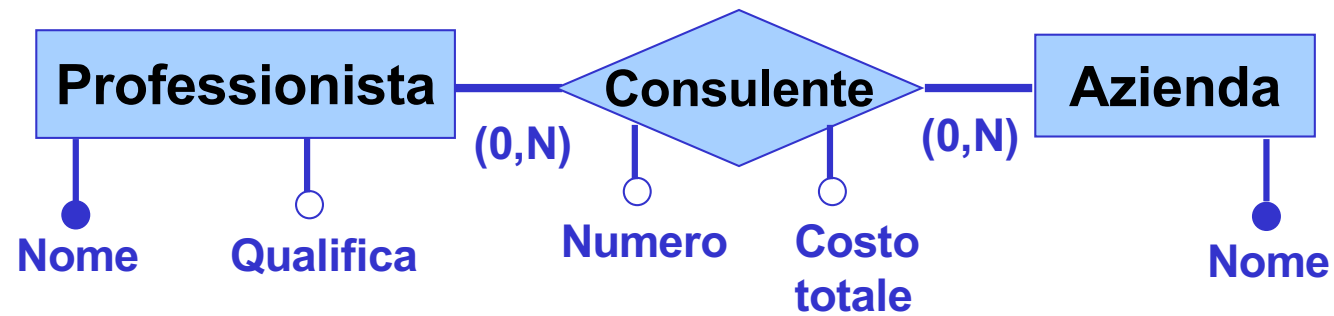 Professionista
Consulente
Azienda
(0,N)
(0,N)
Nome
Qualifica
Numero
Costo
totale
Nome